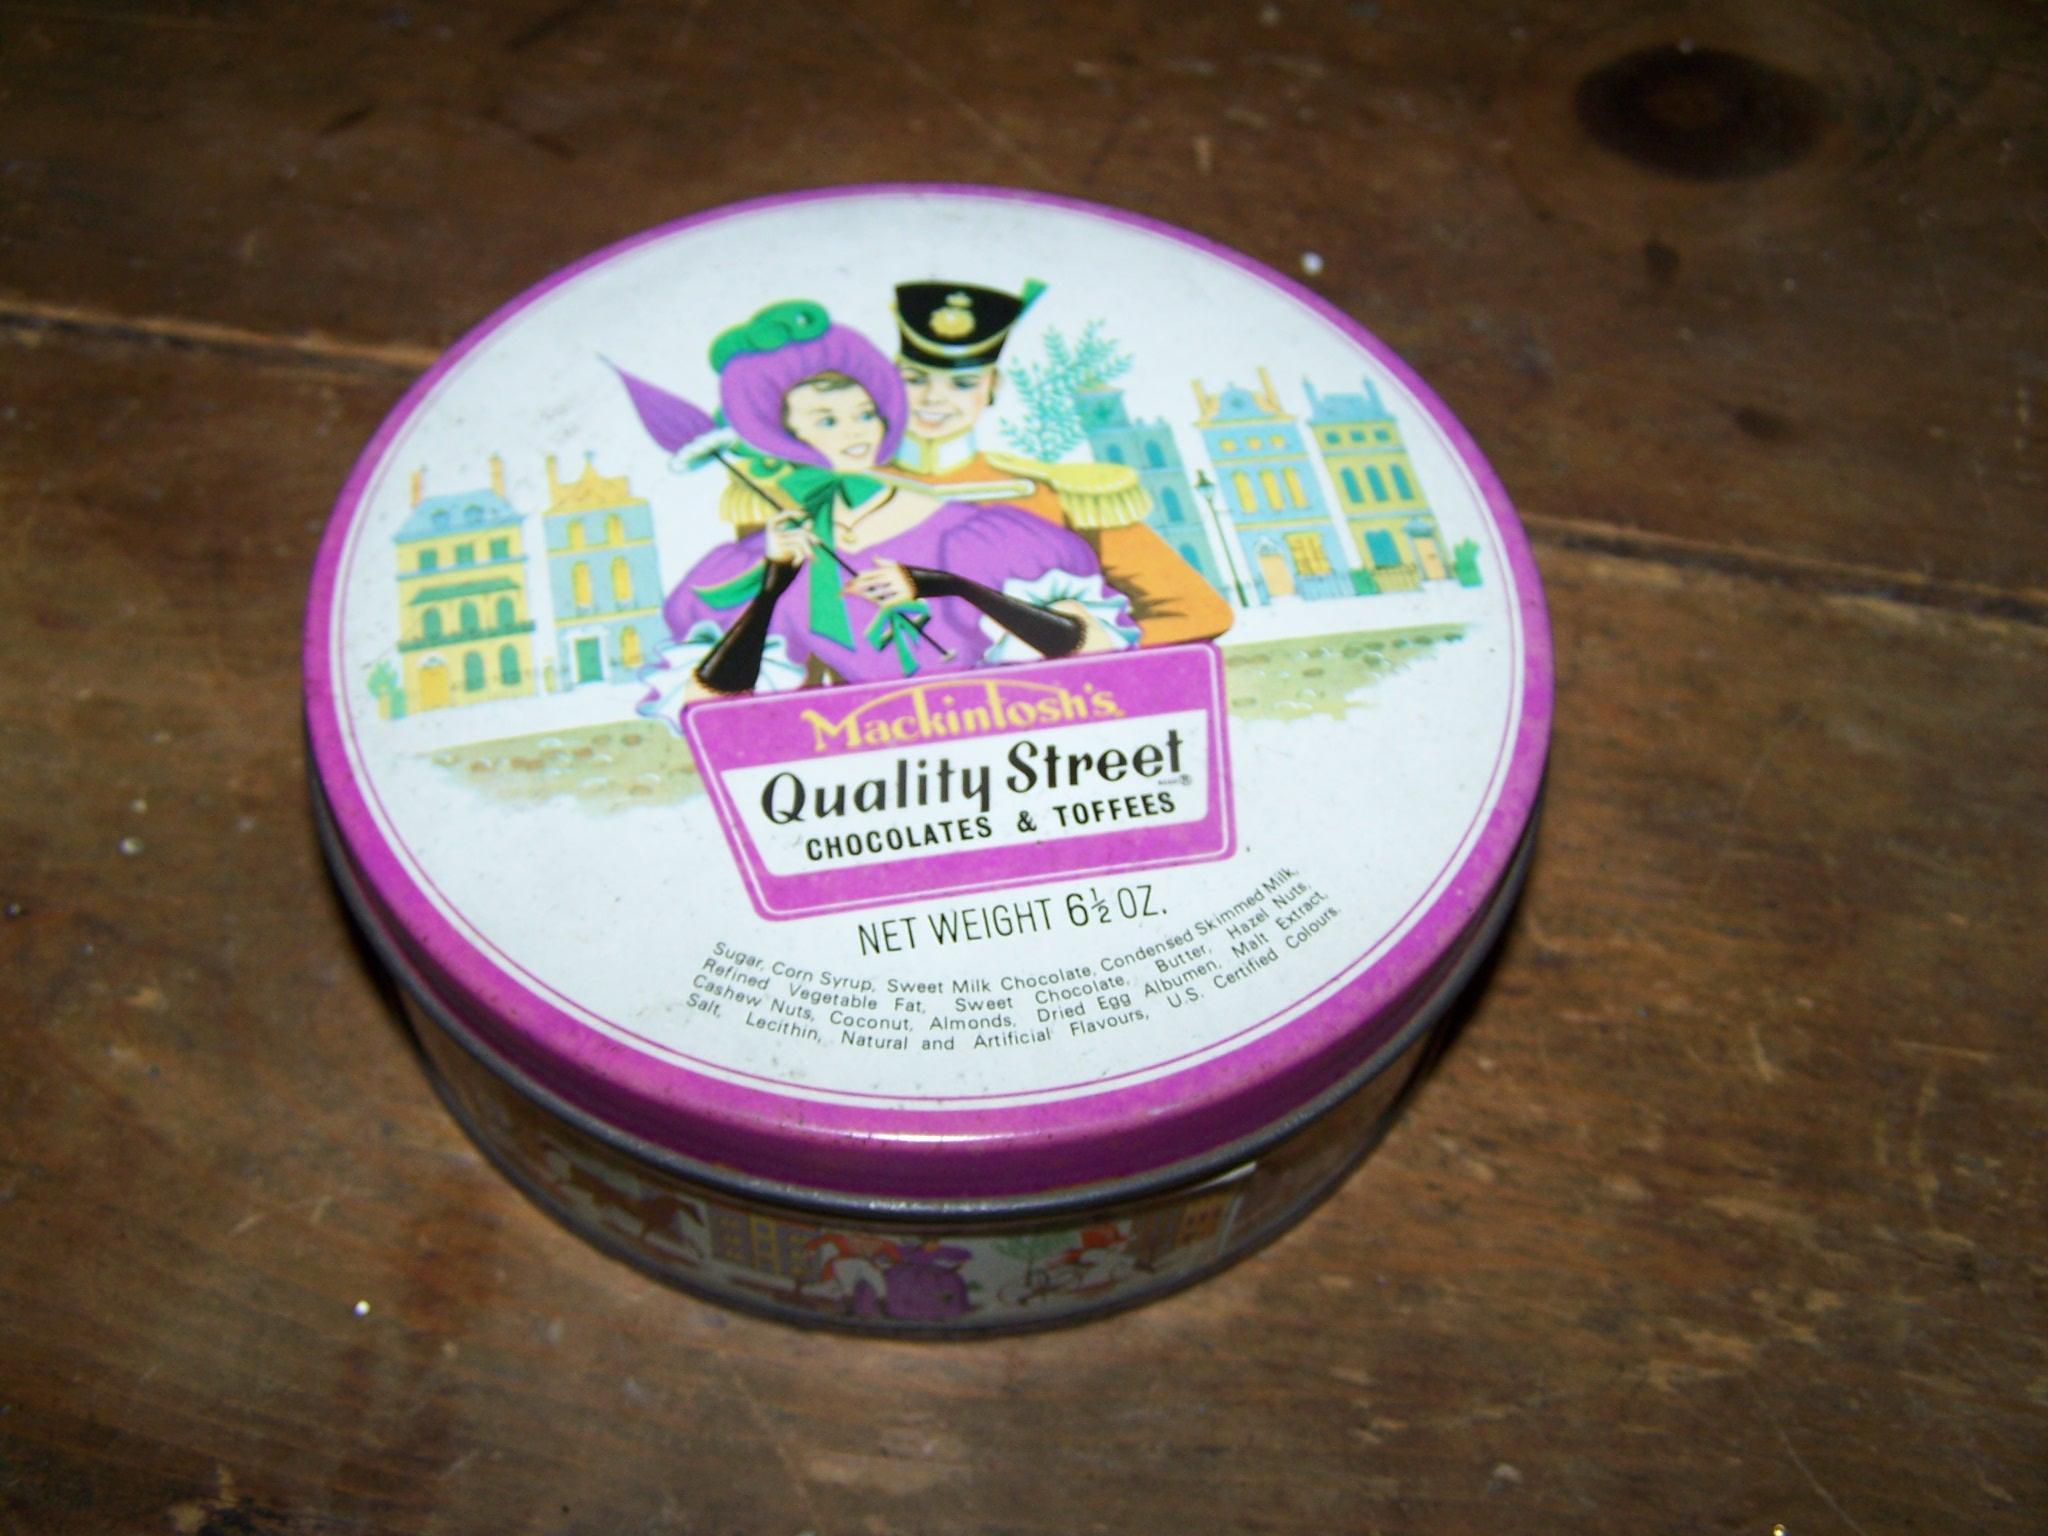 Mackintosh's
Quality Street®
CHOCOLATES & TOFFEES
NET WEIGHT 6½ OZ.
Sugar, Corn Syrup, Sweet Milk Chocolate, Condensed Skimmed Milk,
Refined Vegetable Fat, Sweet Chocolate, Butter, Hazel Nuts,
Cashew Nuts, Coconut, Almonds, Dried Egg Albumen, Malt Extract,
Salt, Lecithin, Natural and Artificial Flavours, U.S. Certified Colours.